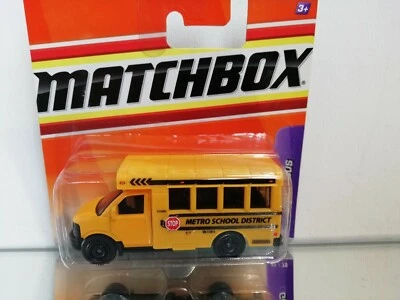 3+
MATCHBOX
STOP
METRO SCHOOL DISTRICT